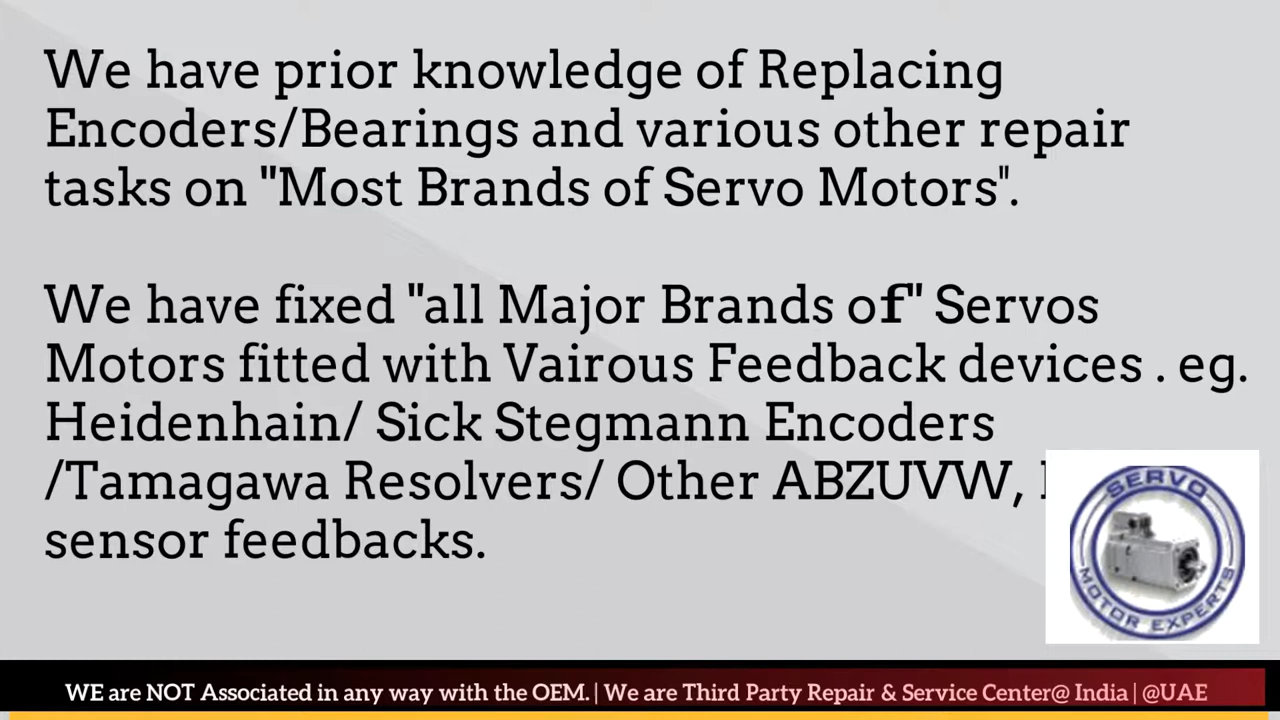 We have prior knowledge of Replacing
Encoders/Bearings and various other repair
tasks on "Most Brands of Servo Motors".
We have fixed "all Major Brands of" Servos
Motors fitted with Vairous Feedback devices . eg.
Heidenhain/ Sick Stegmann Encoders
/Tamagawa Resolvers/ Other ABZUVW,
sensor feedbacks.
SERVO
MOTOR EXPERTS
WE are NOT Associated in any way with the OEM. | We are Third Party Repair & Service Center@ India | @UAE